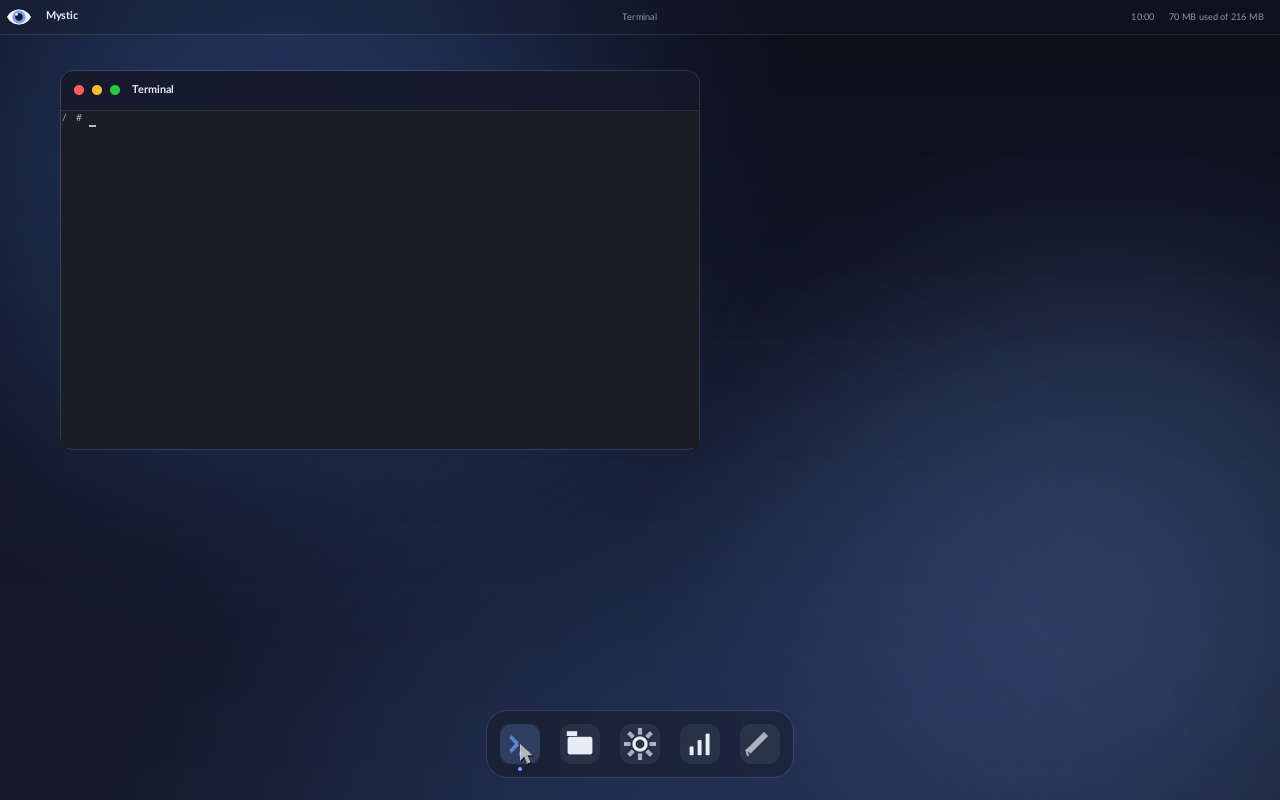 Mystic
Terminal
10:00 70 MB used of 216 MB
Terminal
/ # _